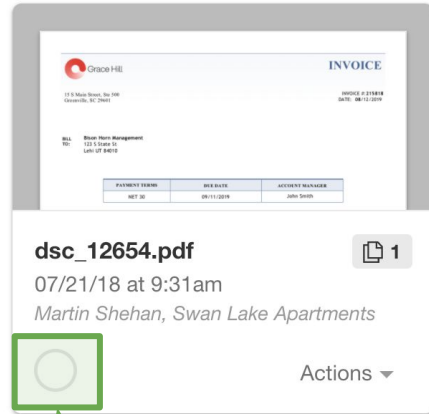 Grace Hill
INVOICE
15 S Main Street, Ste 500
Greenville, SC 29601
INVOICE # 215818
DATE: 08/12/2019
BILL TO:
Bison Horn Management
123 S State St
Lehi UT 84010
PAYMENT TERMS DUE DATE ACCOUNT MANAGER
NET 30 09/11/2019 John Smith
dsc_12654.pdf 1
07/21/18 at 9:31am
Martin Shehan, Swan Lake Apartments
Actions